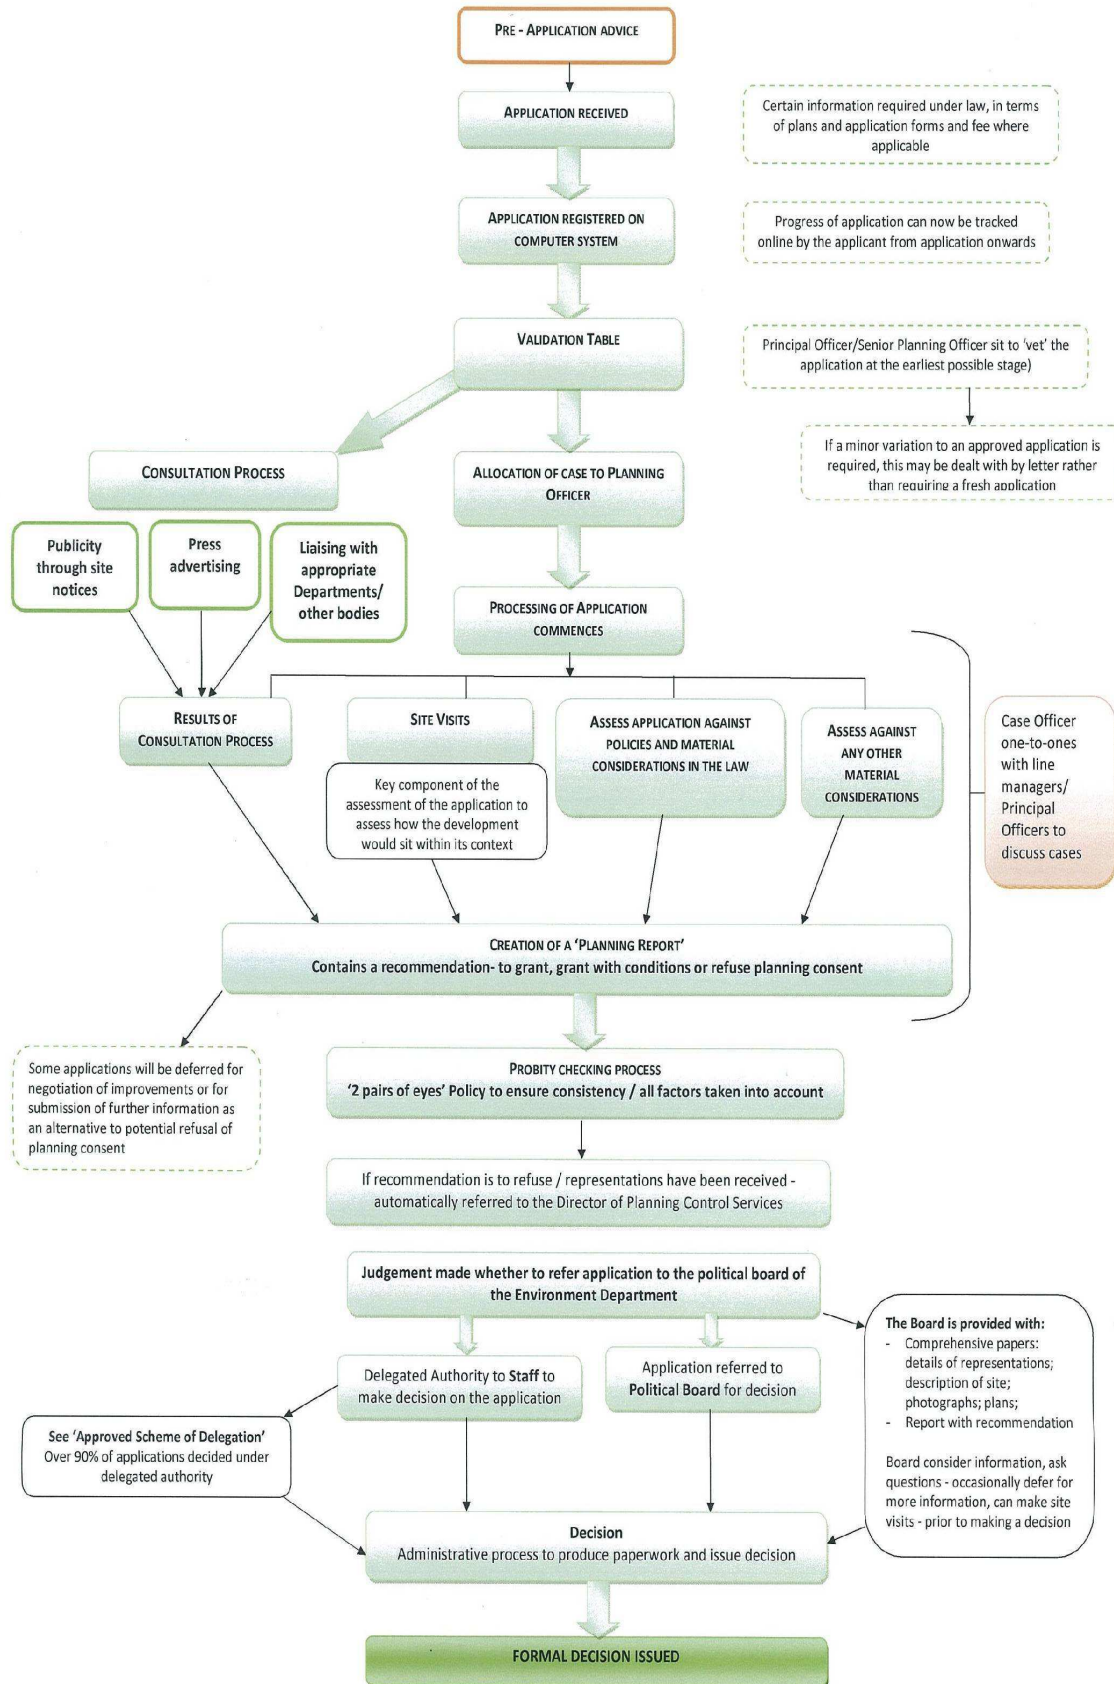 PRE - APPLICATION ADVICE
APPLICATION RECEIVED
Certain information required under law, in terms
of plans and application forms and fee where
applicable
APPLICATION REGISTERED ON
COMPUTER SYSTEM
Progress of application can now be tracked
online by the applicant from application onwards
VALIDATION TABLE
Principal Officer/Senior Planning Officer sit to 'vet' the
application at the earliest possible stage)
If a minor variation to an approved application is
required, this may be dealt with by letter rather
than requiring a fresh application
CONSULTATION PROCESS
ALLOCATION OF CASE TO PLANNING
OFFICER
Publicity
through site
notices
Press
advertising
Liaising with
appropriate
Departments/
other bodies
PROCESSING OF APPLICATION
COMMENCES
RESULTS OF
CONSULTATION PROCESS
SITE VISITS
Key component of the
assessment of the application to
assess how the development
would sit within its context
ASSESS APPLICATION AGAINST
POLICIES AND MATERIAL
CONSIDERATIONS IN THE LAW
ASSESS AGAINST
ANY OTHER
MATERIAL
CONSIDERATIONS
Case Officer
one-to-ones
with line
managers/
Principal
Officers to
discuss cases
CREATION OF A 'PLANNING REPORT'
Contains a recommendation- to grant, grant with conditions or refuse planning consent
Some applications will be deferred for
negotiation of improvements or for
submission of further information as
an alternative to potential refusal of
planning consent
PROBITY CHECKING PROCESS
'2 pairs of eyes' Policy to ensure consistency / all factors taken into account
If recommendation is to refuse / representations have been received -
automatically referred to the Director of Planning Control Services
Judgement made whether to refer application to the political board of
the Environment Department
Delegated Authority to Staff to
make decision on the application
Application referred to
Political Board for decision
The Board is provided with:
- Comprehensive papers:
details of representations;
description of site;
photographs; plans;
- Report with recommendation
Board consider information, ask
questions - occasionally defer for
more information, can make site
visits - prior to making a decision
See 'Approved Scheme of Delegation'
Over 90% of applications decided under
delegated authority
Decision
Administrative process to produce paperwork and issue decision
FORMAL DECISION ISSUED